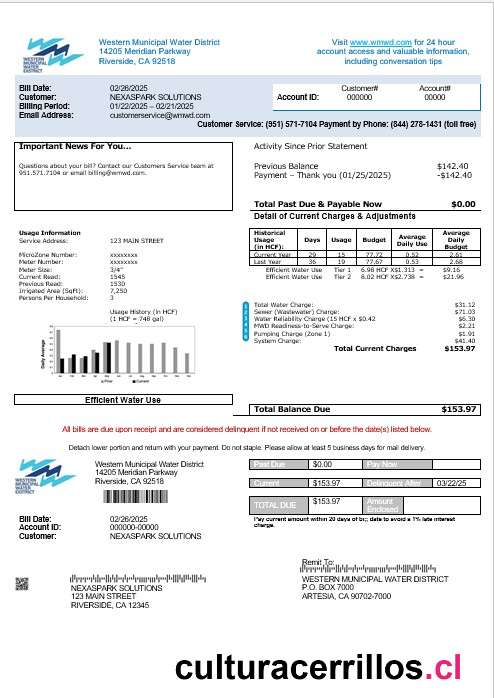 WESTERN
MUNICIPAL
WATER
DISTRICT
Western Municipal Water District
14205 Meridian Parkway
Riverside, CA 92518
Visit www.wmwd.com for 24 hour
account access and valuable information,
including conversation tips
Bill Date: 02/26/2025
Customer: NEXASPARK SOLUTIONS
Billing Period: 01/22/2025 – 02/21/2025
Email Address: customerservice@wmwd.com
Customer# Account#
Account ID: 000000 00000
Customer Service: (951) 571-7104 Payment by Phone: (844) 278-1431 (toll free)
Important News For You...
Questions about your bill? Contact our Customers Service team at
951.571.7104 or email billing@wmwd.com.
Activity Since Prior Statement
Previous Balance $142.40
Payment – Thank you (01/25/2025) -$142.40
Total Past Due & Payable Now $0.00
Detail of Current Charges & Adjustments
Usage Information
Service Address: 123 MAIN STREET
MicroZone Number: xxxxxxxx
Meter Number: xxxxxxxx
Meter Size: 3/4"
Current Read: 1545
Previous Read: 1530
Irrigated Area (SqFt): 7,250
Persons Per Household: 3
Historical Usage (in HCF): Days Usage Budget Average Daily Use Average Daily Budget
Current Year 29 15 77.72 0.52 2.61
Last Year 36 19 77.67 0.53 2.68
Efficient Water Use Tier 1 6.98 HCF X$1.313 = $9.16
Efficient Water Use Tier 2 8.02 HCF X$2.738 = $21.96
Usage History (in HCF)
(1 HCF = 748 gal)
Daily Average
Prior Current
1
2
3
4
5
6
Total Water Charge: $31.12
Sewer (Wastewater) Charge: $71.03
Water Reliability Charge (15 HCF x $0.42 $6.30
MWD Readiness-to-Serve Charge: $2.21
Pumping Charge (Zone 1) $1.91
System Charge: $41.40
Total Current Charges $153.97
Efficient Water Use
Total Balance Due $153.97
All bills are due upon receipt and are considered delinquent if not received on or before the date(s) listed below.
Detach lower portion and return with your payment. Do not staple. Please allow at least 5 business days for mail delivery.
WESTERN
MUNICIPAL
WATER
DISTRICT
Western Municipal Water District
14205 Meridian Parkway
Riverside, CA 92518
Past Due $0.00 Pay Now
Current $153.97 Delinquent After 03/22/25
TOTAL DUE $153.97 Amount Enclosed
Pay current amount within 20 days of bi;; date to avoid a 1% late interest
charge.
Bill Date: 02/26/2025
Account ID: 000000-00000
Customer: NEXASPARK SOLUTIONS
NEXASPARK SOLUTIONS
123 MAIN STREET
RIVERSIDE, CA 12345
Remit To:
WESTERN MUNICIPAL WATER DISTRICT
P.O. BOX 7000
ARTESIA, CA 90702-7000
culturacerrillos.cl